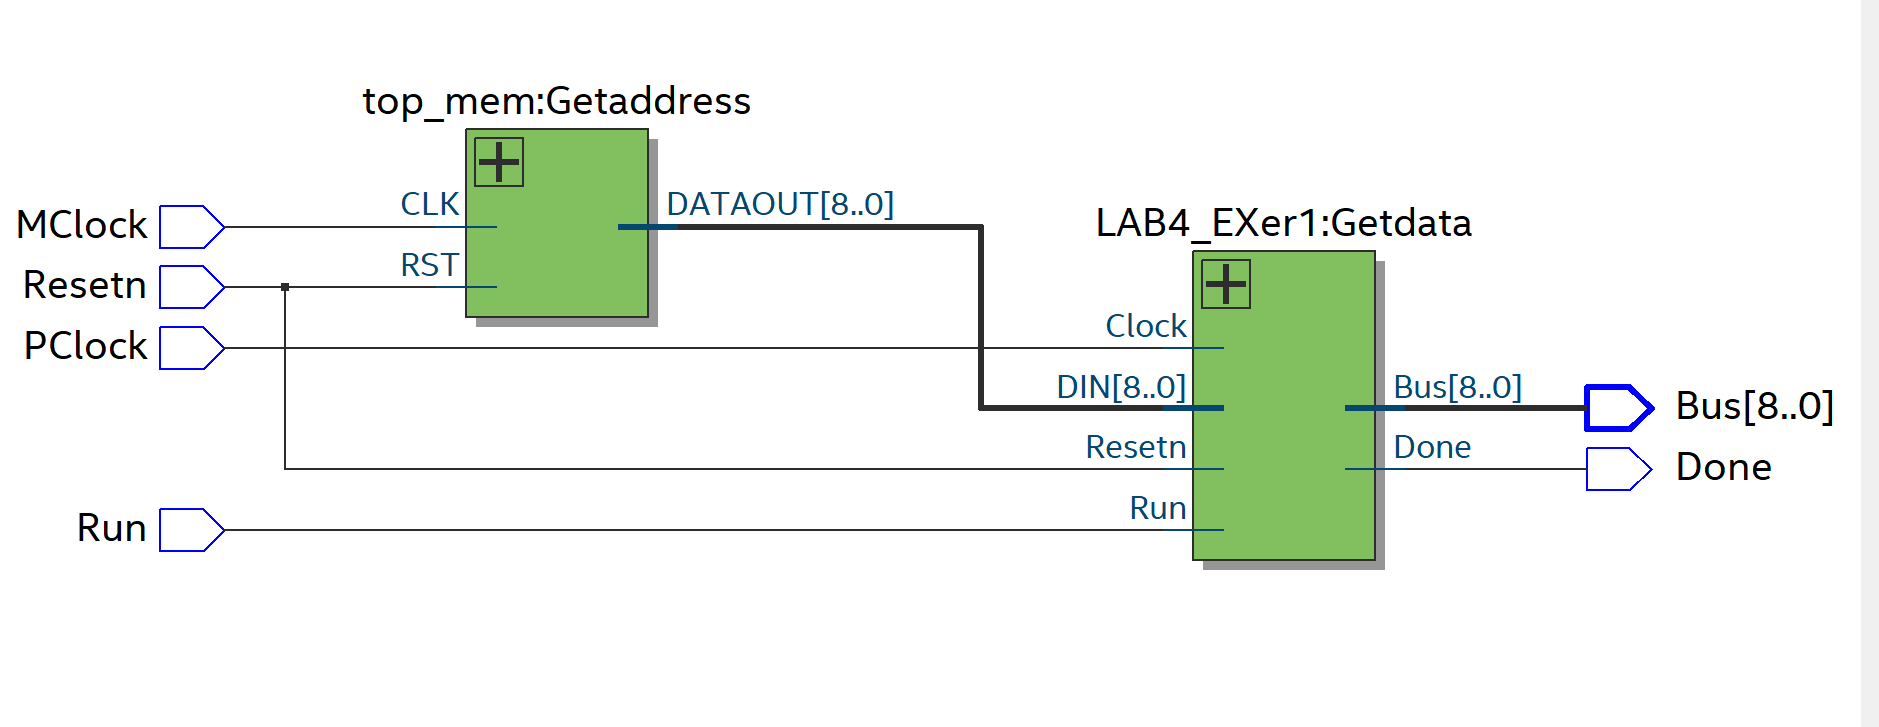 top_mem:Getaddress
MClock
CLK
DATAOUT[8..0]
Resetn
RST
PClock
LAB4_EXer1:Getdata
Clock
DIN[8..0]
Bus[8..0]
Bus[8..0]
Resetn
Done
Done
Run
Run